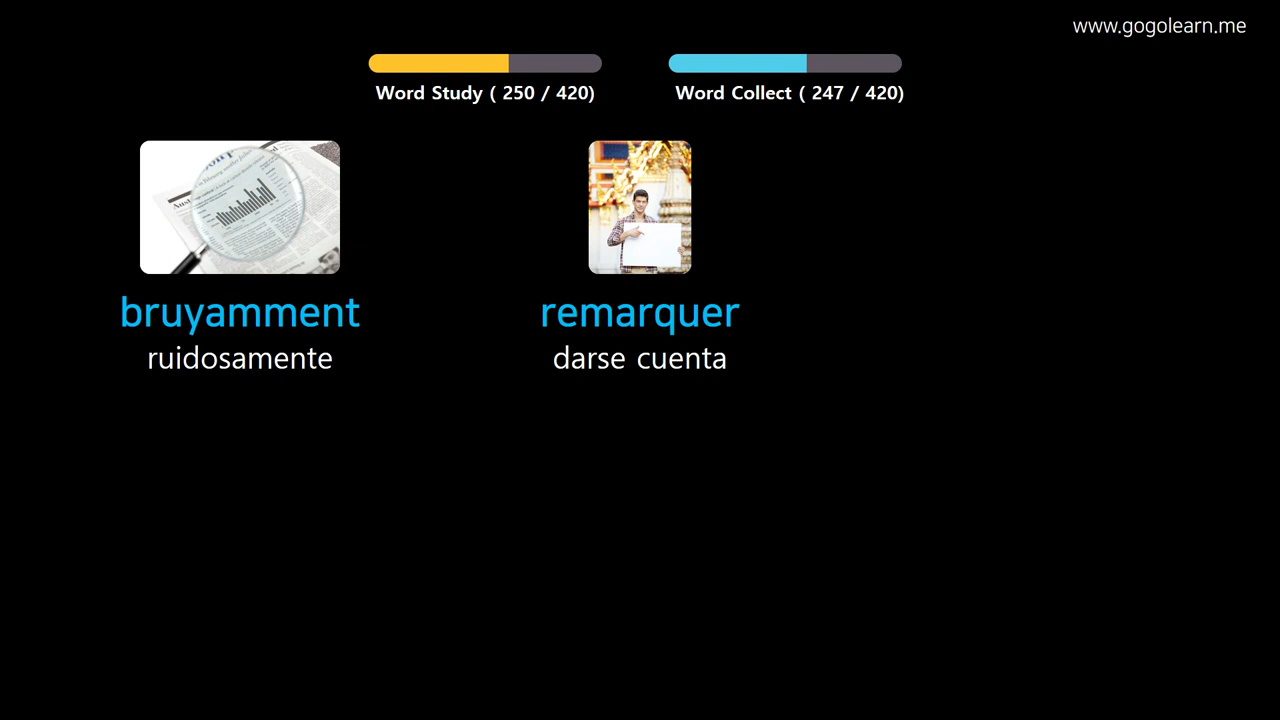 www.gogolearn.me
Word Study ( 250 / 420)
Word Collect ( 247 / 420)
bruyamment
remarquer
ruidosamente
darse cuenta